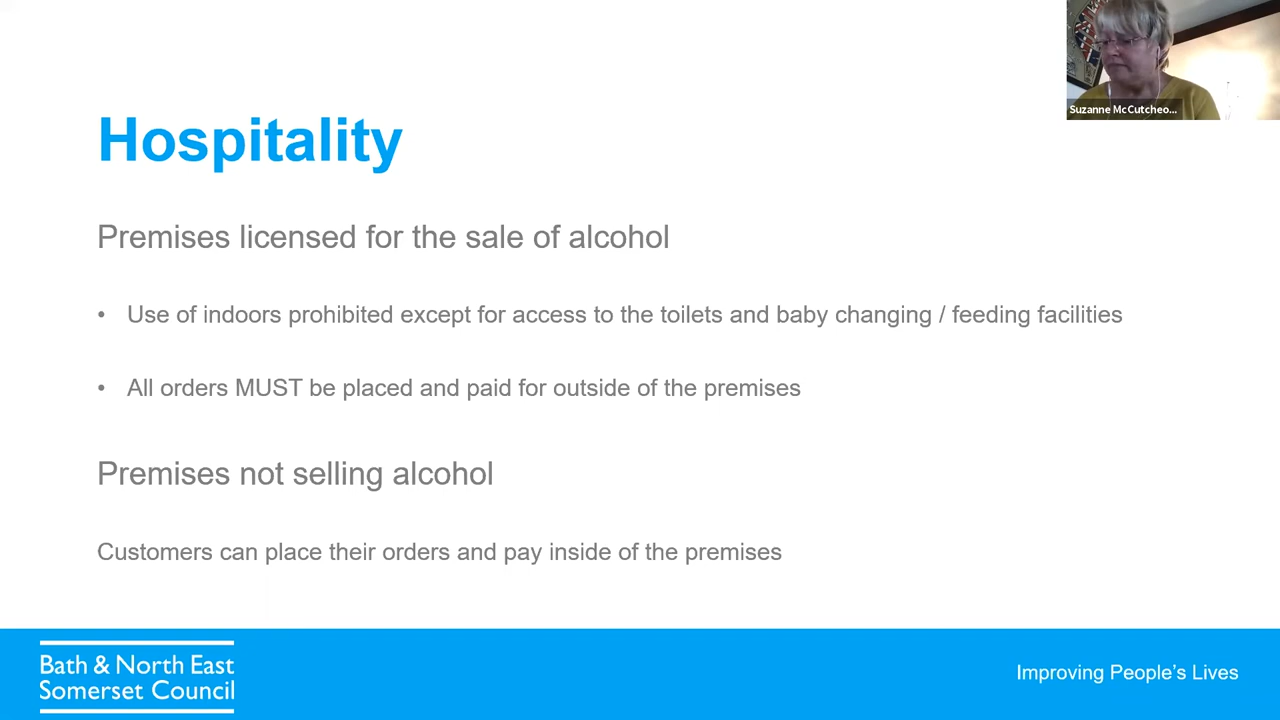 Suzanne McCutcheo...
Hospitality
Premises licensed for the sale of alcohol
• Use of indoors prohibited except for access to the toilets and baby changing / feeding facilities
• All orders MUST be placed and paid for outside of the premises
Premises not selling alcohol
Customers can place their orders and pay inside of the premises
Bath & North East
Somerset Council
Improving People's Lives